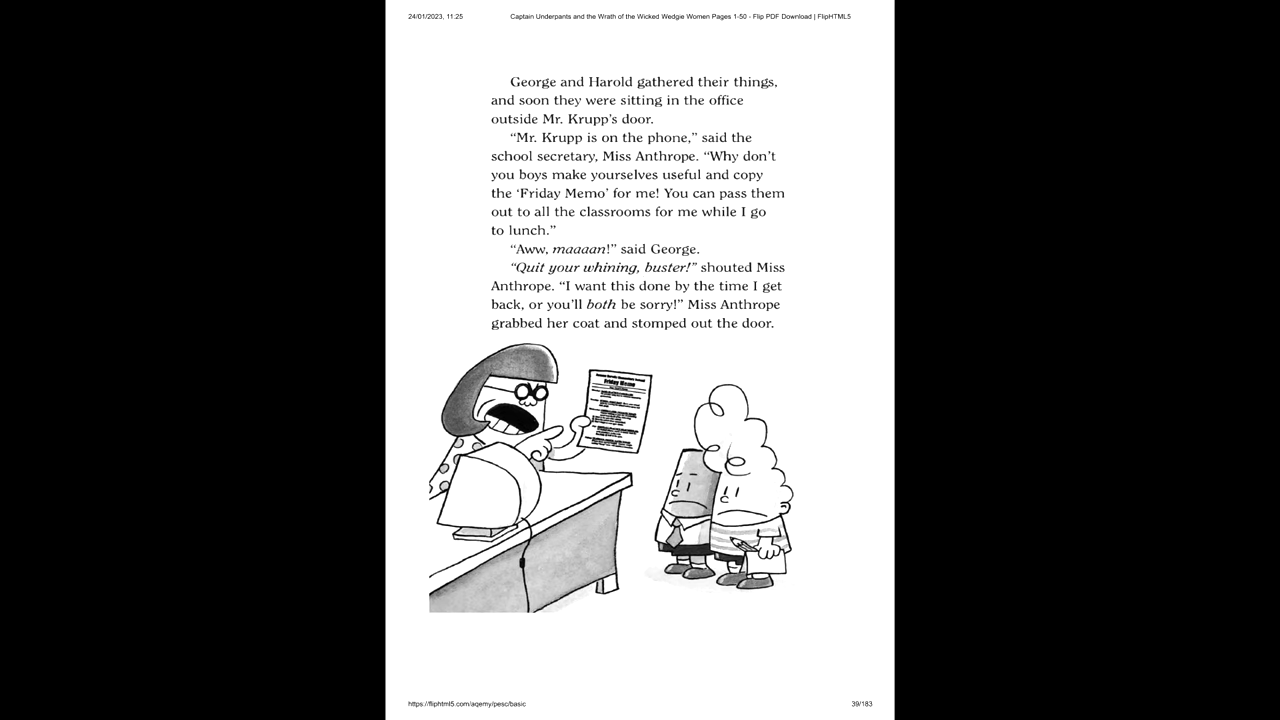 24/01/2023, 11:25
Captain Underpants and the Wrath of the Wicked Wedgie Women Pages 1-50 - Flip PDF Download | FlipHTML5
George and Harold gathered their things,
and soon they were sitting in the office
outside Mr. Krupp’s door.
“Mr. Krupp is on the phone,” said the
school secretary, Miss Anthrope. “Why don’t
you boys make yourselves useful and copy
the ‘Friday Memo’ for me! You can pass them
out to all the classrooms for me while I go
to lunch.”
“Aww, maaaan!” said George.
“Quit your whining, buster!” shouted Miss
Anthrope. “I want this done by the time I get
back, or you’ll both be sorry!” Miss Anthrope
grabbed her coat and stomped out the door.
Friday Memo
https://fliphtml5.com/aqemy/pesc/basic
39/183